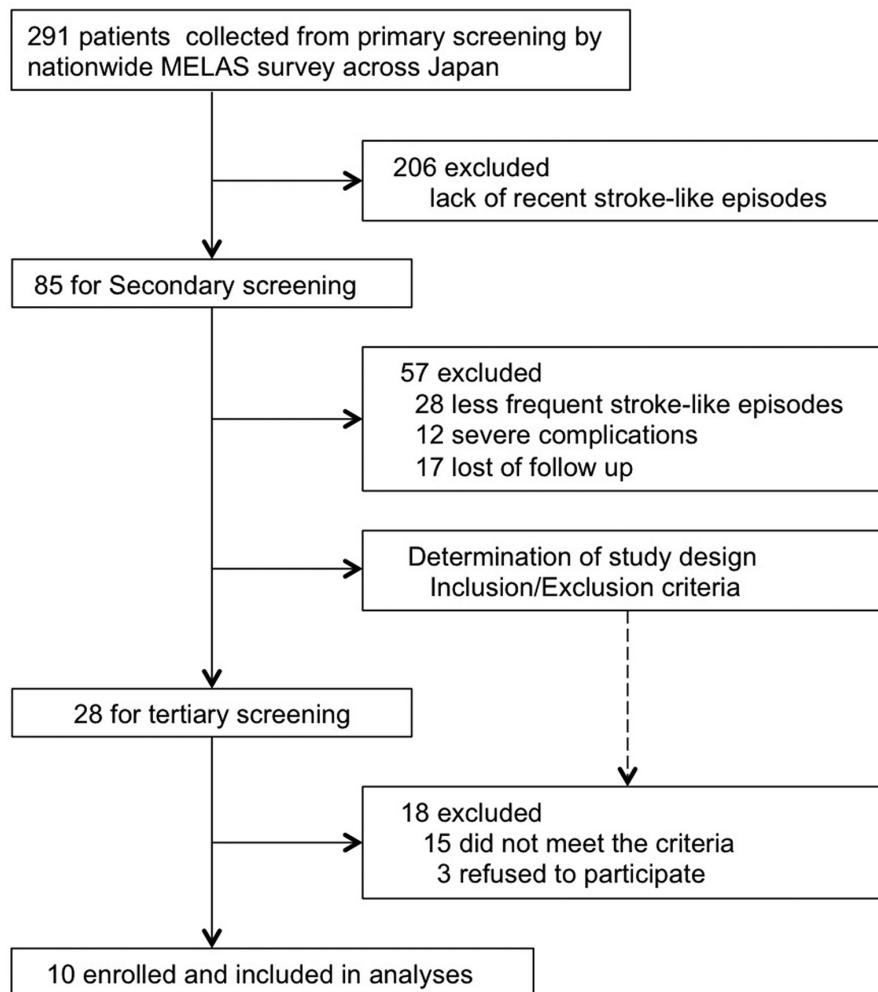 291 patients collected from primary screening by
nationwide MELAS survey across Japan
206 excluded
lack of recent stroke-like episodes
85 for Secondary screening
57 excluded
28 less frequent stroke-like episodes
12 severe complications
17 lost of follow up
Determination of study design
Inclusion/Exclusion criteria
28 for tertiary screening
18 excluded
15 did not meet the criteria
3 refused to participate
10 enrolled and included in analyses